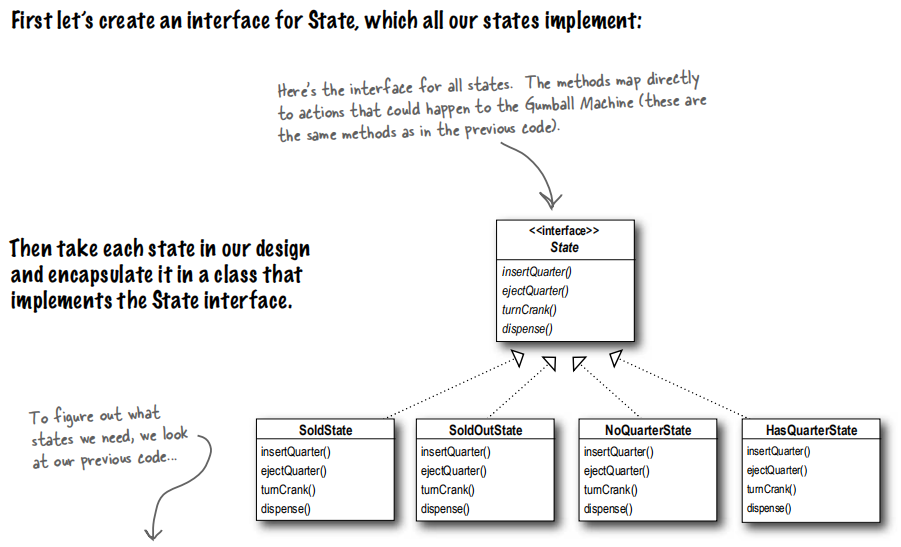 First let's create an interface for State, which all our states implement:
Here's the interface for all states. The methods map directly
to actions that could happen to the Gumball Machine (these are
the same methods as in the previous code).
<<interface>>
State
insertQuarter()
ejectQuarter()
turnCrank()
dispense()
Then take each state in our design
and encapsulate it in a class that
implements the State interface.
To figure out what
states we need, we look
at our previous code...
SoldState
insertQuarter()
ejectQuarter()
turnCrank()
dispense()
SoldOutState
insertQuarter()
ejectQuarter()
turnCrank()
dispense()
NoQuarterState
insertQuarter()
ejectQuarter()
turnCrank()
dispense()
HasQuarterState
insertQuarter()
ejectQuarter()
turnCrank()
dispense()